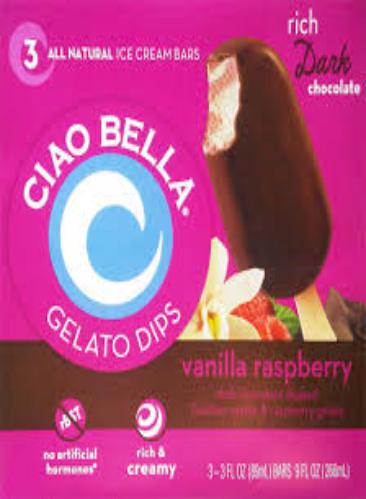 rich
Dark
chocolate
3 ALL NATURAL ICE CREAM BARS
CIAO BELLA®
GELATO DIPS
vanilla raspberry
rBST
no artificial
hormones*
rich &
creamy
3-3 FL OZ (89mL) BARS 9 FL OZ (266mL)